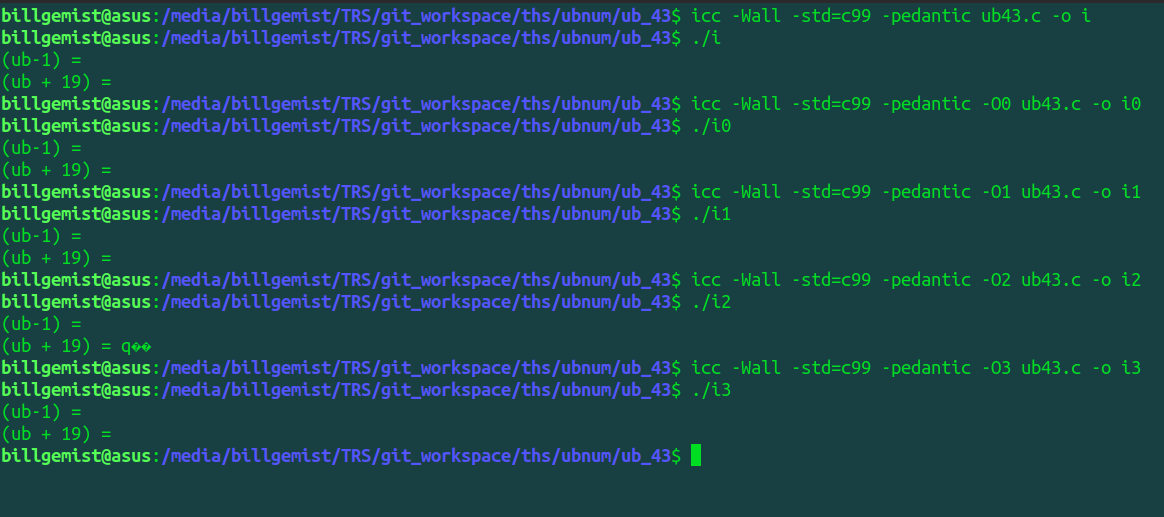 billgemist@asus:/media/billgemist/TRS/git_workspace/ths/ubnum/ub_43$ icc -Wall -std=c99 -pedantic ub43.c -o i
billgemist@asus:/media/billgemist/TRS/git_workspace/ths/ubnum/ub_43$ ./i
(ub-1) =
(ub + 19) =
billgemist@asus:/media/billgemist/TRS/git_workspace/ths/ubnum/ub_43$ icc -Wall -std=c99 -pedantic -O0 ub43.c -o i0
billgemist@asus:/media/billgemist/TRS/git_workspace/ths/ubnum/ub_43$ ./i0
(ub-1) =
(ub + 19) =
billgemist@asus:/media/billgemist/TRS/git_workspace/ths/ubnum/ub_43$ icc -Wall -std=c99 -pedantic -O1 ub43.c -o i1
billgemist@asus:/media/billgemist/TRS/git_workspace/ths/ubnum/ub_43$ ./i1
(ub-1) =
(ub + 19) =
billgemist@asus:/media/billgemist/TRS/git_workspace/ths/ubnum/ub_43$ icc -Wall -std=c99 -pedantic -O2 ub43.c -o i2
billgemist@asus:/media/billgemist/TRS/git_workspace/ths/ubnum/ub_43$ ./i2
(ub-1) =
(ub + 19) = q��
billgemist@asus:/media/billgemist/TRS/git_workspace/ths/ubnum/ub_43$ icc -Wall -std=c99 -pedantic -O3 ub43.c -o i3
billgemist@asus:/media/billgemist/TRS/git_workspace/ths/ubnum/ub_43$ ./i3
(ub-1) =
(ub + 19) =
billgemist@asus:/media/billgemist/TRS/git_workspace/ths/ubnum/ub_43$